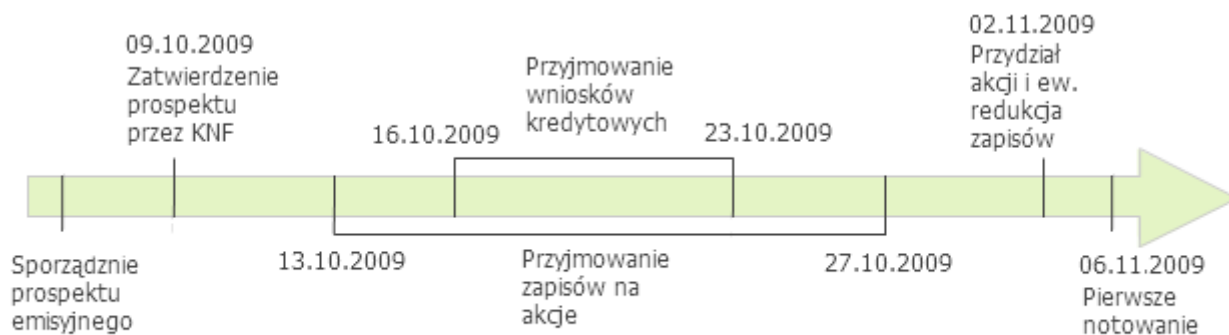 09.10.2009
Zatwierdzenie
prospektu
przez KNF
16.10.2009
Przyjmowanie
wniosków
kredytowych
23.10.2009
02.11.2009
Przydział
akcji i ew.
redukcja
zapisów
Sporządznie
prospektu
emisyjnego
13.10.2009
Przyjmowanie
zapisów na
akcje
27.10.2009
06.11.2009
Pierwsze
notowanie